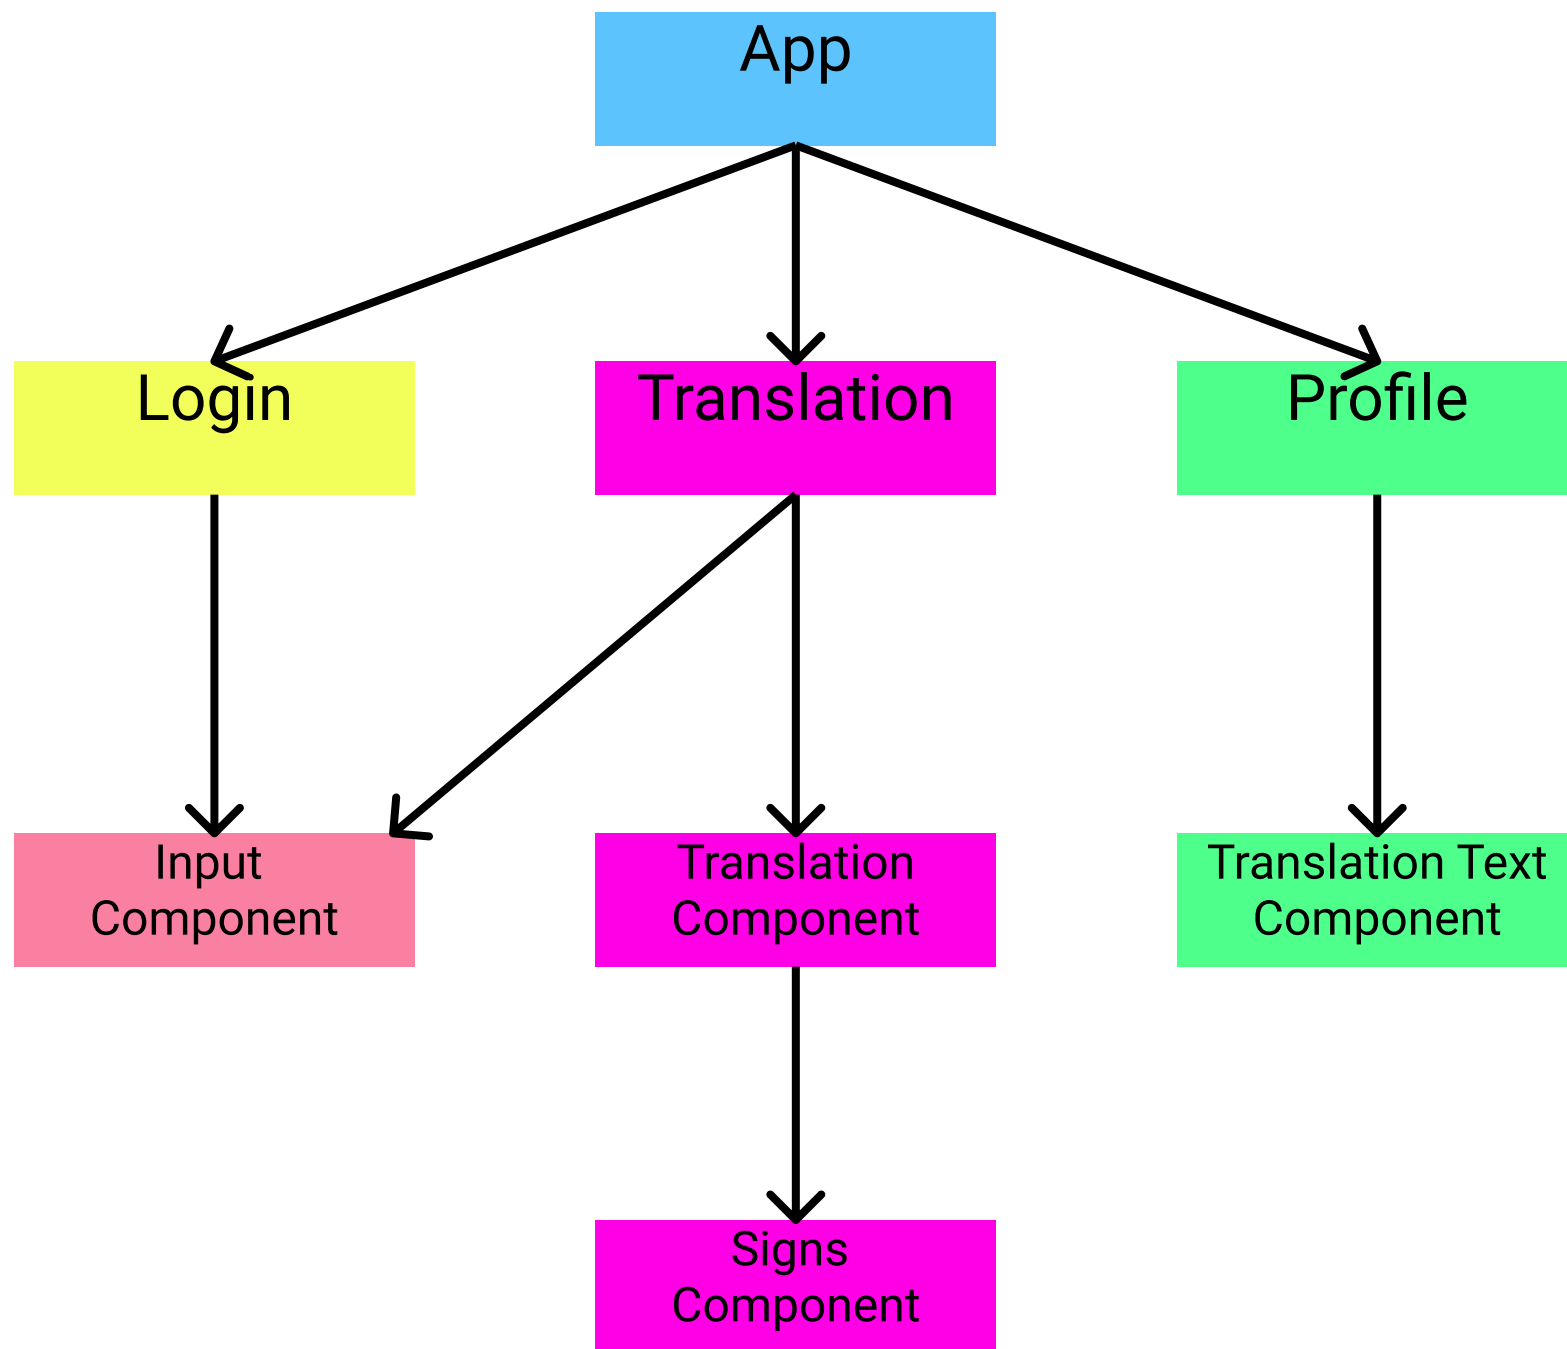 App
Login
Translation
Profile
Input
Component
Translation
Component
Translation Text
Component
Signs
Component